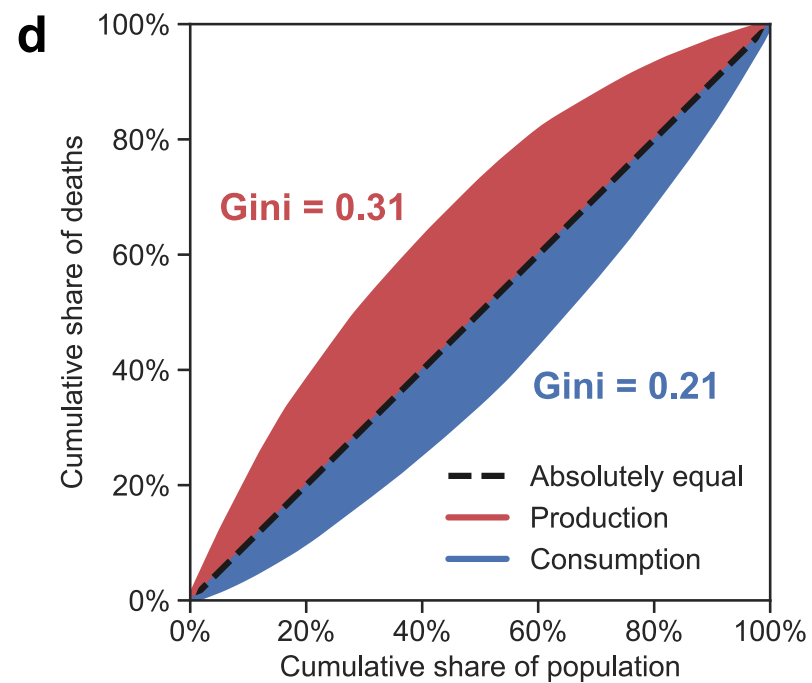 d
100%
80%
60%
40%
20%
0%
Cumulative share of deaths
Gini = 0.31
Gini = 0.21
Absolutely equal
Production
Consumption
0%
20%
40%
60%
80%
100%
Cumulative share of population